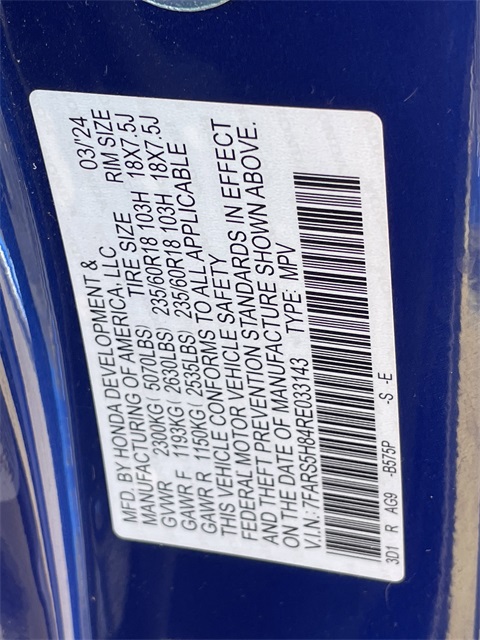 MFD. BY HONDA DEVELOPMENT & 03/'24
MANUFACTURING OF AMERICA, LLC
TIRE SIZE RIM SIZE
GVWR 2300KG ( 5070LBS)
GAWR F 1193KG ( 2630LBS) 235/60R18 103H 18X7.5J
GAWR R 1150KG ( 2535LBS) 235/60R18 103H 18X7.5J
THIS VEHICLE CONFORMS TO ALL APPLICABLE
FEDERAL MOTOR VEHICLE SAFETY
AND THEFT PREVENTION STANDARDS IN EFFECT
ON THE DATE OF MANUFACTURE SHOWN ABOVE.
V.I.N.: 7FARS5H84RE033143 TYPE: MPV
3D1 R AG9 -B575P -S -E